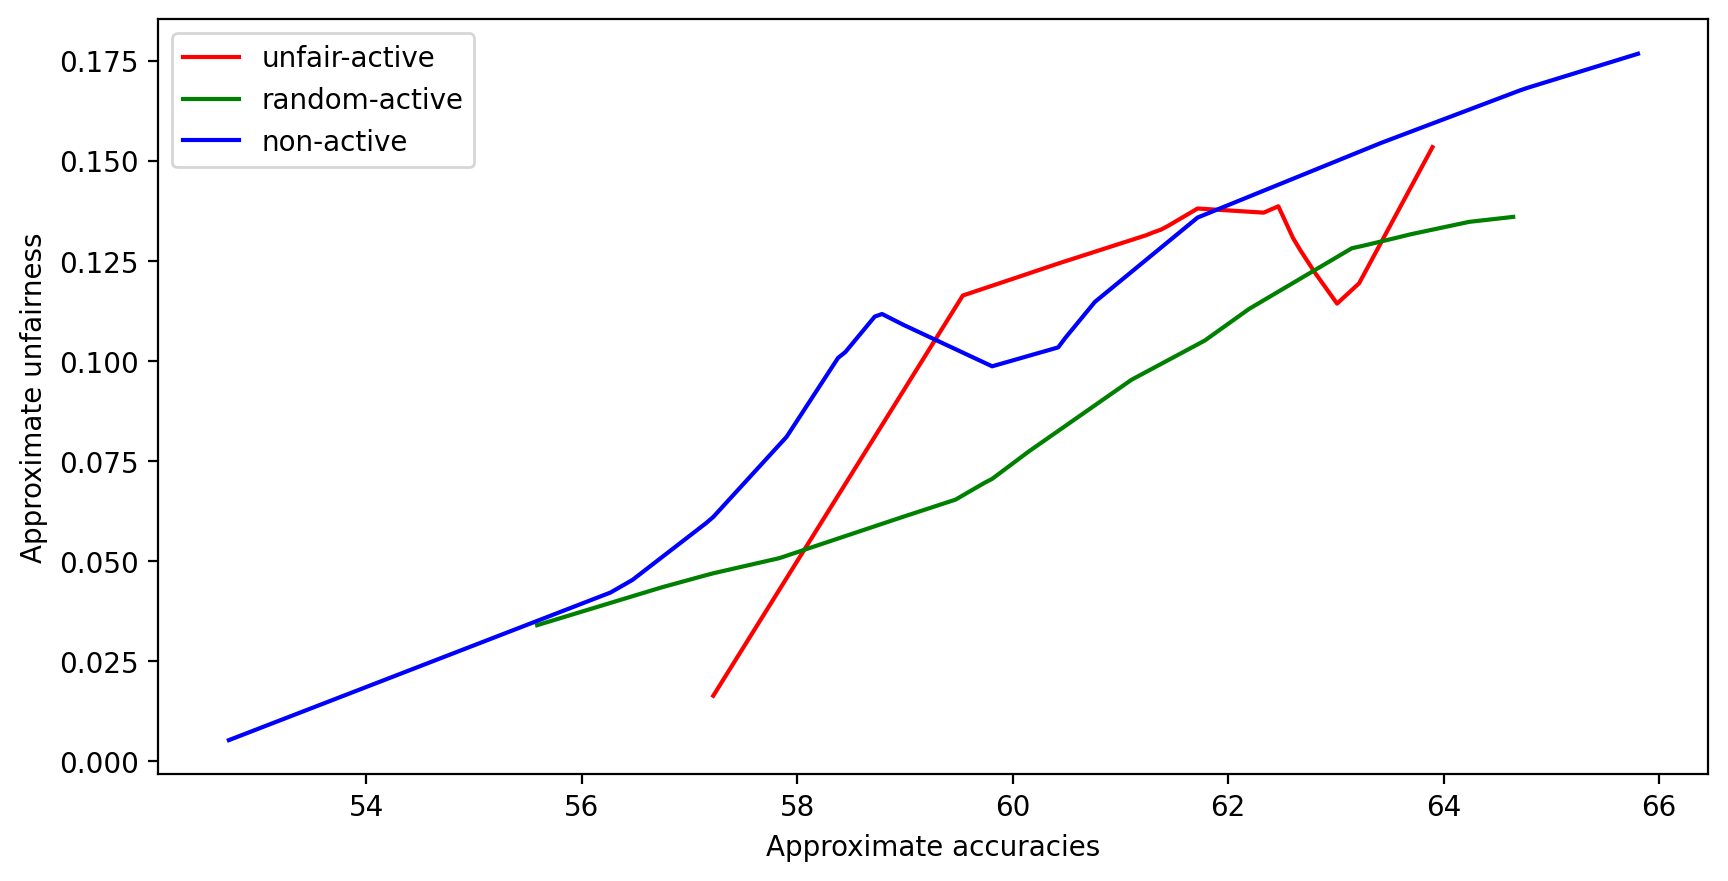 unfair-active
random-active
non-active
0.175
0.150
0.125
0.100
0.075
0.050
0.025
0.000
Approximate unfairness
54 56 58 60 62 64 66
Approximate accuracies